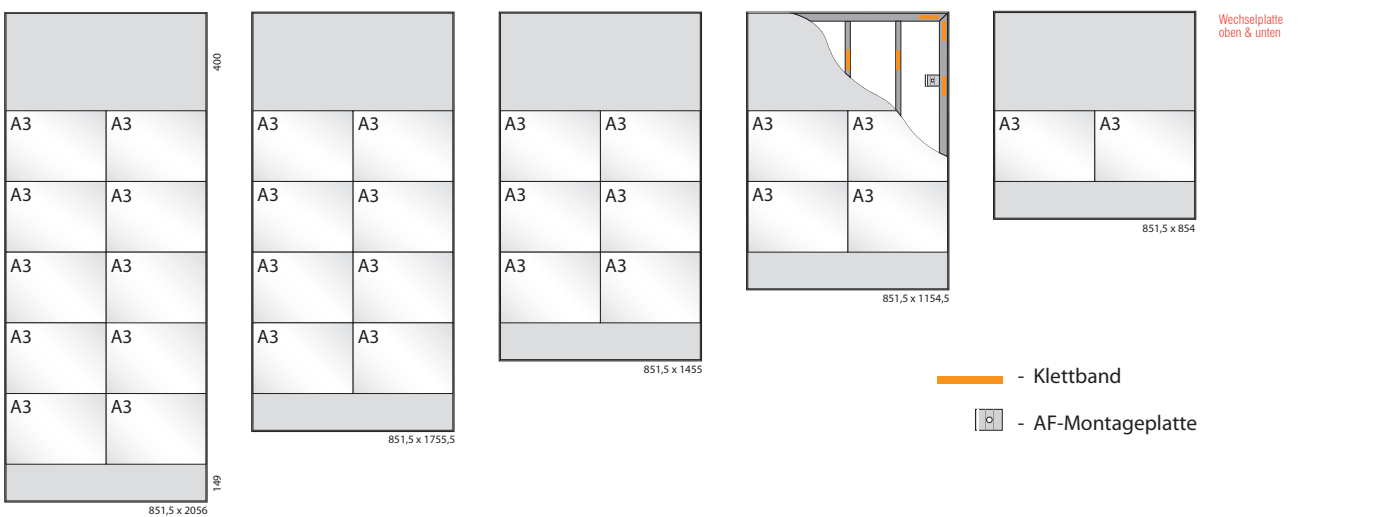 400
A3 A3
A3 A3
A3 A3
A3 A3
A3 A3
149
851,5 x 2056
A3 A3
A3 A3
A3 A3
A3 A3
851,5 x 1755,5
A3 A3
A3 A3
A3 A3
851,5 x 1455
A3 A3
A3 A3
851,5 x 1154,5
A3 A3
851,5 x 854
Wechselplatte
oben & unten
- Klettband
- AF-Montageplatte